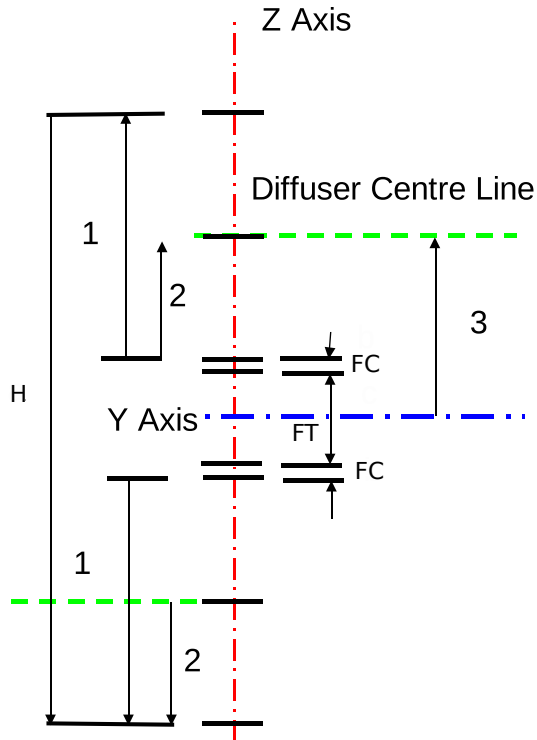 Z Axis
Diffuser Centre Line
1
2
3
FC
H
Y Axis
FT
FC
1
2